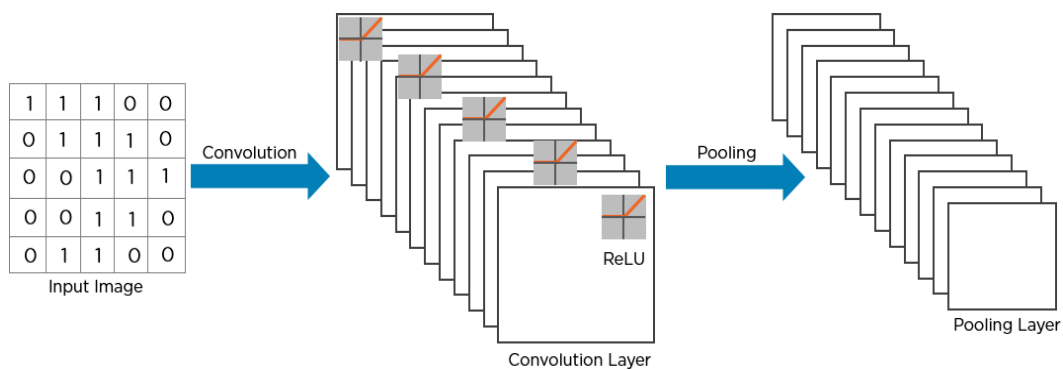 1 1 1 0 0
0 1 1 1 0
0 0 1 1 1
0 0 1 1 0
0 1 1 0 0
Input Image
Convolution
ReLU
Convolution Layer
Pooling
Pooling Layer